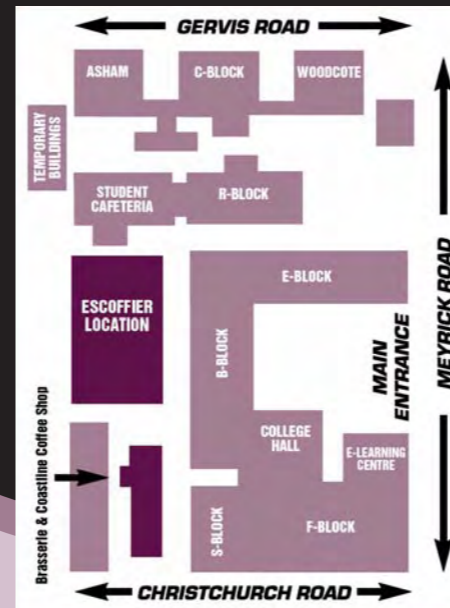 GERVIS ROAD
ASHAM
C-BLOCK
WOODCOTE
TEMPORARY
BUILDINGS
STUDENT
CAFETERIA
R-BLOCK
ESCOFFIER
LOCATION
E-BLOCK
B-BLOCK
MAIN
ENTRANCE
MEYRICK ROAD
COLLEGE
HALL
E-LEARNING
CENTRE
Brasserie & Coastline Coffee Shop
S-BLOCK
F-BLOCK
CHRISTCHURCH ROAD